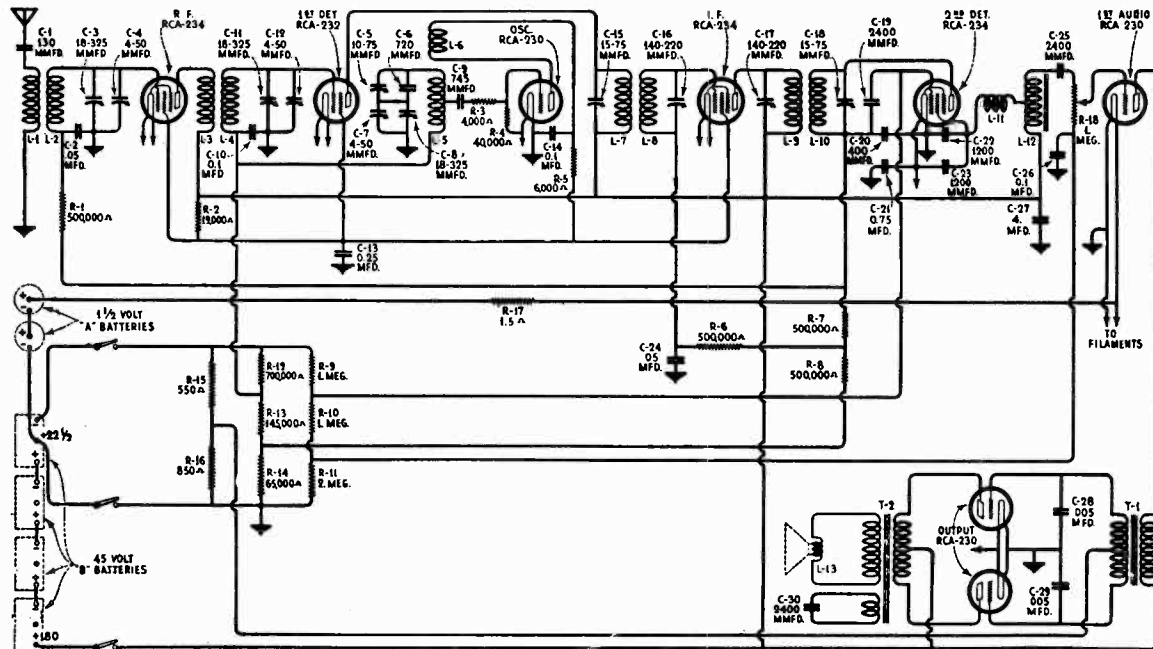 C-1
130
MMFD.
C-3
18-325
MMFD.
C-4
4-50
MMFD.
R.F.
RCA-234
C-11
18-325
MMFD.
C-12
4-50
MMFD.
1ST DET.
RCA-232
C-5
10-75
MMFD.
C-6
720
MMFD.
L-6
OSC.
RCA-230
C-15
15-75
MMFD.
C-16
140-220
MMFD.
I.F.
RCA-234
C-17
140-220
MMFD.
C-18
15-75
MMFD.
C-19
2400
MMFD.
2ND DET.
RCA-234
C-25
2400
MMFD.
1ST AUDIO
RCA 230
L-1
L-2
C-2
.05
MFD.
L-3
L-4
C-10
0.1
MFD
C-7
4-50
MMFD.
C-8
18-325
MMFD.
L-5
C-9
745
MMFD.
R-3
4,000Ω
R-4
40,000Ω
C-14
0.1
MFD.
R-5
6,000Ω
L-7
L-8
L-9
L-10
C-20
400
MMFD.
C-22
1200
MMFD.
C-23
1200
MMFD.
C-21
0.75
MFD.
L-11
L-12
R-18
1
MEG.
C-26
0.1
MFD.
C-27
4.
MFD.
R-1
500,000Ω
R-2
19,000Ω
C-13
0.25
MFD.
1 1/2 VOLT
"A" BATTERIES
R-17
1.5Ω
R-6
500,000Ω
C-24
.05
MFD.
R-7
500,000Ω
R-8
500,000Ω
TO
FILAMENTS
R-15
550Ω
R-12
700,000Ω
R-9
1 MEG.
R-13
145,000Ω
R-10
1 MEG.
R-16
850Ω
R-14
65,000Ω
R-11
2 MEG.
+22 1/2
45 VOLT
"B" BATTERIES
+180
L-13
T-2
C-30
2400
MMFD.
OUTPUT
RCA-230
C-28
.005
MFD.
C-29
.005
MFD.
T-1